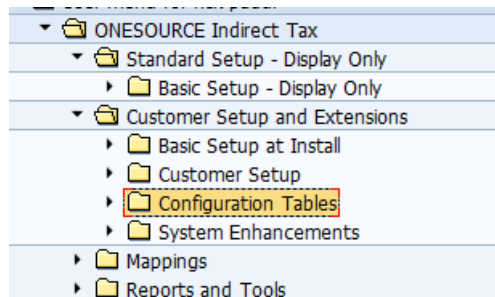 ONESOURCE Indirect Tax
Standard Setup - Display Only
Basic Setup - Display Only
Customer Setup and Extensions
Basic Setup at Install
Customer Setup
Configuration Tables
System Enhancements
Mappings
Reports and Tools